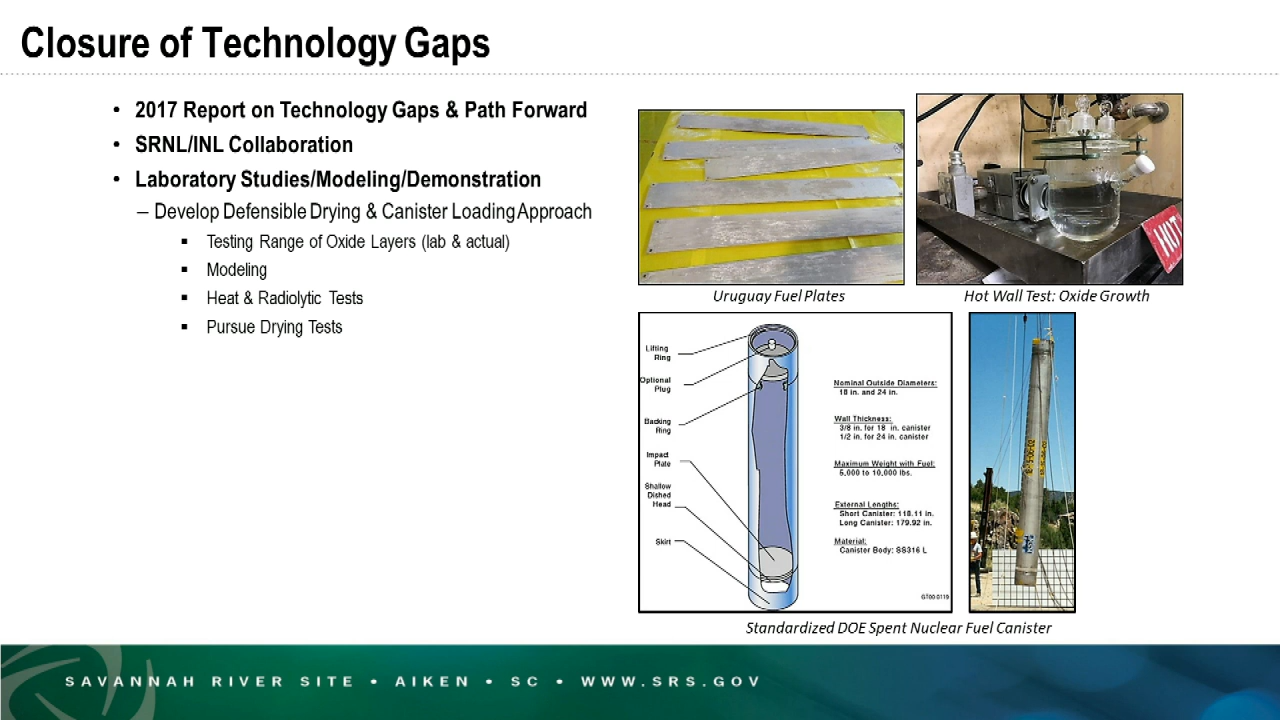 Closure of Technology Gaps
• 2017 Report on Technology Gaps & Path Forward
• SRNL/INL Collaboration
• Laboratory Studies/Modeling/Demonstration
– Develop Defensible Drying & Canister Loading Approach
▪ Testing Range of Oxide Layers (lab & actual)
▪ Modeling
▪ Heat & Radiolytic Tests
▪ Pursue Drying Tests
HOT
Uruguay Fuel Plates
Hot Wall Test: Oxide Growth
Lifting
Ring
Optional
Plug
Backing
Ring
Impact
Plate
Shallow
Dished
Head
Skirt
Nominal Outside Diameters:
18 in. and 24 in.
Wall Thickness:
3/8 in. for 18 in. canister
1/2 in. for 24 in. canister
Maximum Weight with Fuel:
5,000 to 10,000 lbs.
External Lengths:
Short Canister: 118.11 in.
Long Canister: 179.92 in.
Material:
Canister Body: SS316 L
GT00-0119
Standardized DOE Spent Nuclear Fuel Canister
SAVANNAH RIVER SITE • AIKEN • SC • WWW.SRS.GOV